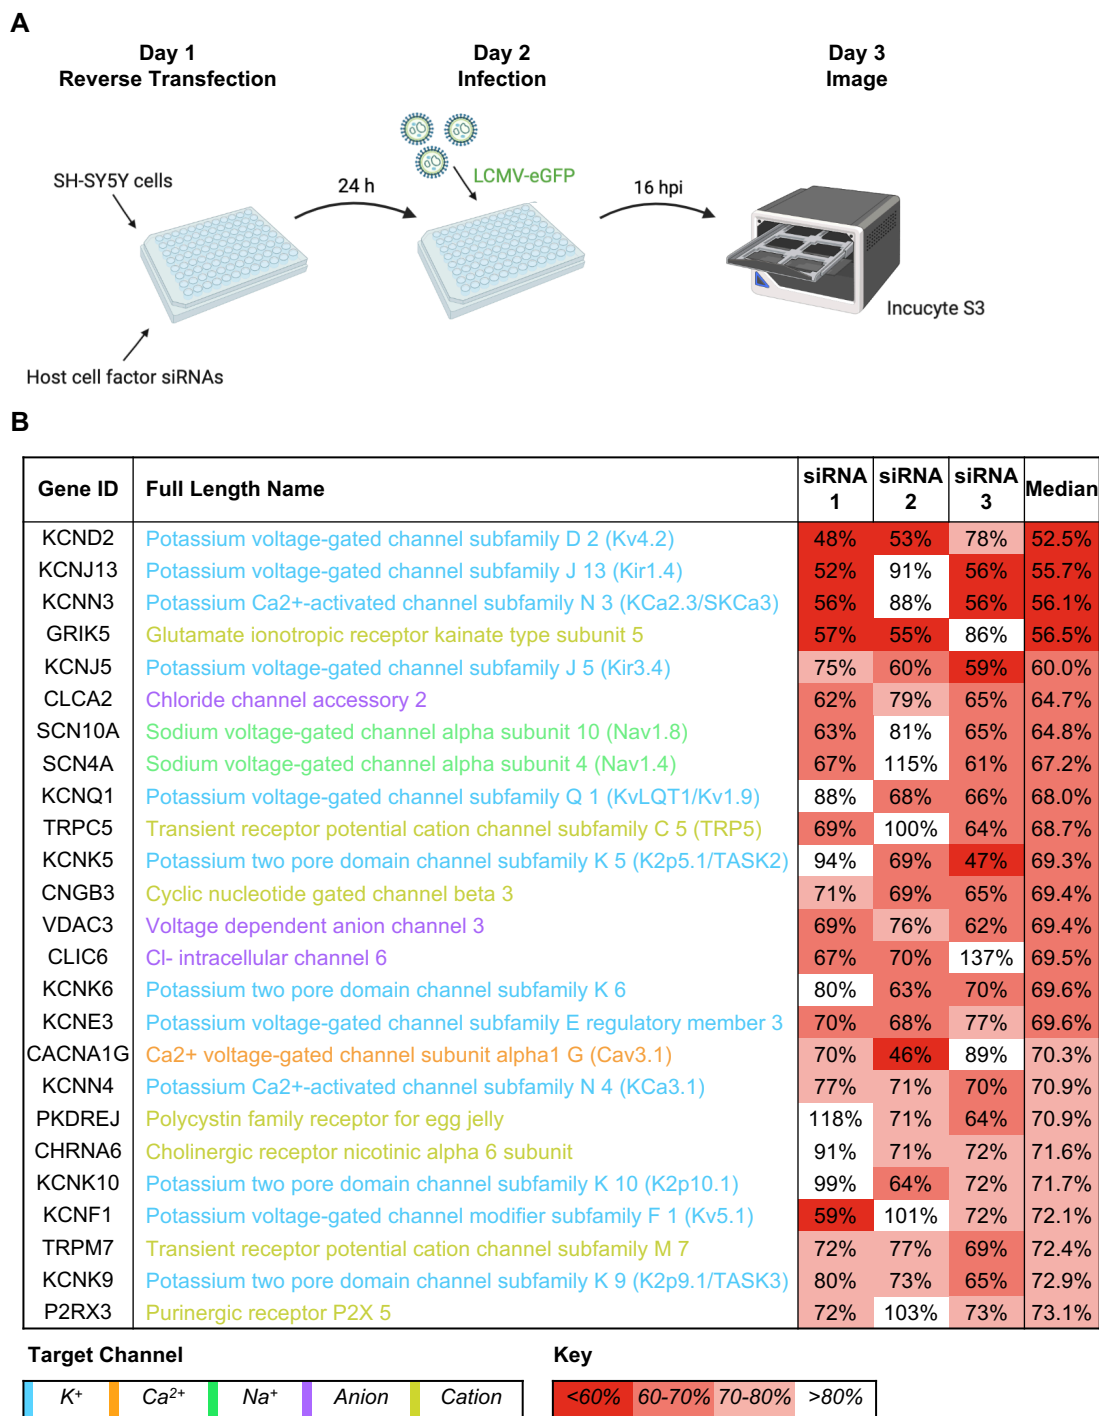 A
Day 1
Reverse Transfection
Day 2
Infection
Day 3
Image
SH-SY5Y cells
24 h
LCMV-eGFP
16 hpi
Incucyte S3
Host cell factor siRNAs
B
Gene ID Full Length Name siRNA 1 siRNA 2 siRNA 3 Median
KCND2 Potassium voltage-gated channel subfamily D 2 (Kv4.2) 48% 53% 78% 52.5%
KCNJ13 Potassium voltage-gated channel subfamily J 13 (Kir1.4) 52% 91% 56% 55.7%
KCNN3 Potassium Ca2+-activated channel subfamily N 3 (KCa2.3/SKCa3) 56% 88% 56% 56.1%
GRIK5 Glutamate ionotropic receptor kainate type subunit 5 57% 55% 86% 56.5%
KCNJ5 Potassium voltage-gated channel subfamily J 5 (Kir3.4) 75% 60% 59% 60.0%
CLCA2 Chloride channel accessory 2 62% 79% 65% 64.7%
SCN10A Sodium voltage-gated channel alpha subunit 10 (Nav1.8) 63% 81% 65% 64.8%
SCN4A Sodium voltage-gated channel alpha subunit 4 (Nav1.4) 67% 115% 61% 67.2%
KCNQ1 Potassium voltage-gated channel subfamily Q 1 (KvLQT1/Kv1.9) 88% 68% 66% 68.0%
TRPC5 Transient receptor potential cation channel subfamily C 5 (TRP5) 69% 100% 64% 68.7%
KCNK5 Potassium two pore domain channel subfamily K 5 (K2p5.1/TASK2) 94% 69% 47% 69.3%
CNGB3 Cyclic nucleotide gated channel beta 3 71% 69% 65% 69.4%
VDAC3 Voltage dependent anion channel 3 69% 76% 62% 69.4%
CLIC6 Cl- intracellular channel 6 67% 70% 137% 69.5%
KCNK6 Potassium two pore domain channel subfamily K 6 80% 63% 70% 69.6%
KCNE3 Potassium voltage-gated channel subfamily E regulatory member 3 70% 68% 77% 69.6%
CACNA1G Ca2+ voltage-gated channel subunit alpha1 G (Cav3.1) 70% 46% 89% 70.3%
KCNN4 Potassium Ca2+-activated channel subfamily N 4 (KCa3.1) 77% 71% 70% 70.9%
PKDREJ Polycystin family receptor for egg jelly 118% 71% 64% 70.9%
CHRNA6 Cholinergic receptor nicotinic alpha 6 subunit 91% 71% 72% 71.6%
KCNK10 Potassium two pore domain channel subfamily K 10 (K2p10.1) 99% 64% 72% 71.7%
KCNF1 Potassium voltage-gated channel modifier subfamily F 1 (Kv5.1) 59% 101% 72% 72.1%
TRPM7 Transient receptor potential cation channel subfamily M 7 72% 77% 69% 72.4%
KCNK9 Potassium two pore domain channel subfamily K 9 (K2p9.1/TASK3) 80% 73% 65% 72.9%
P2RX3 Purinergic receptor P2X 5 72% 103% 73% 73.1%
Target Channel
K⁺ Ca²⁺ Na⁺ Anion Cation
Key
<60% 60-70% 70-80% >80%